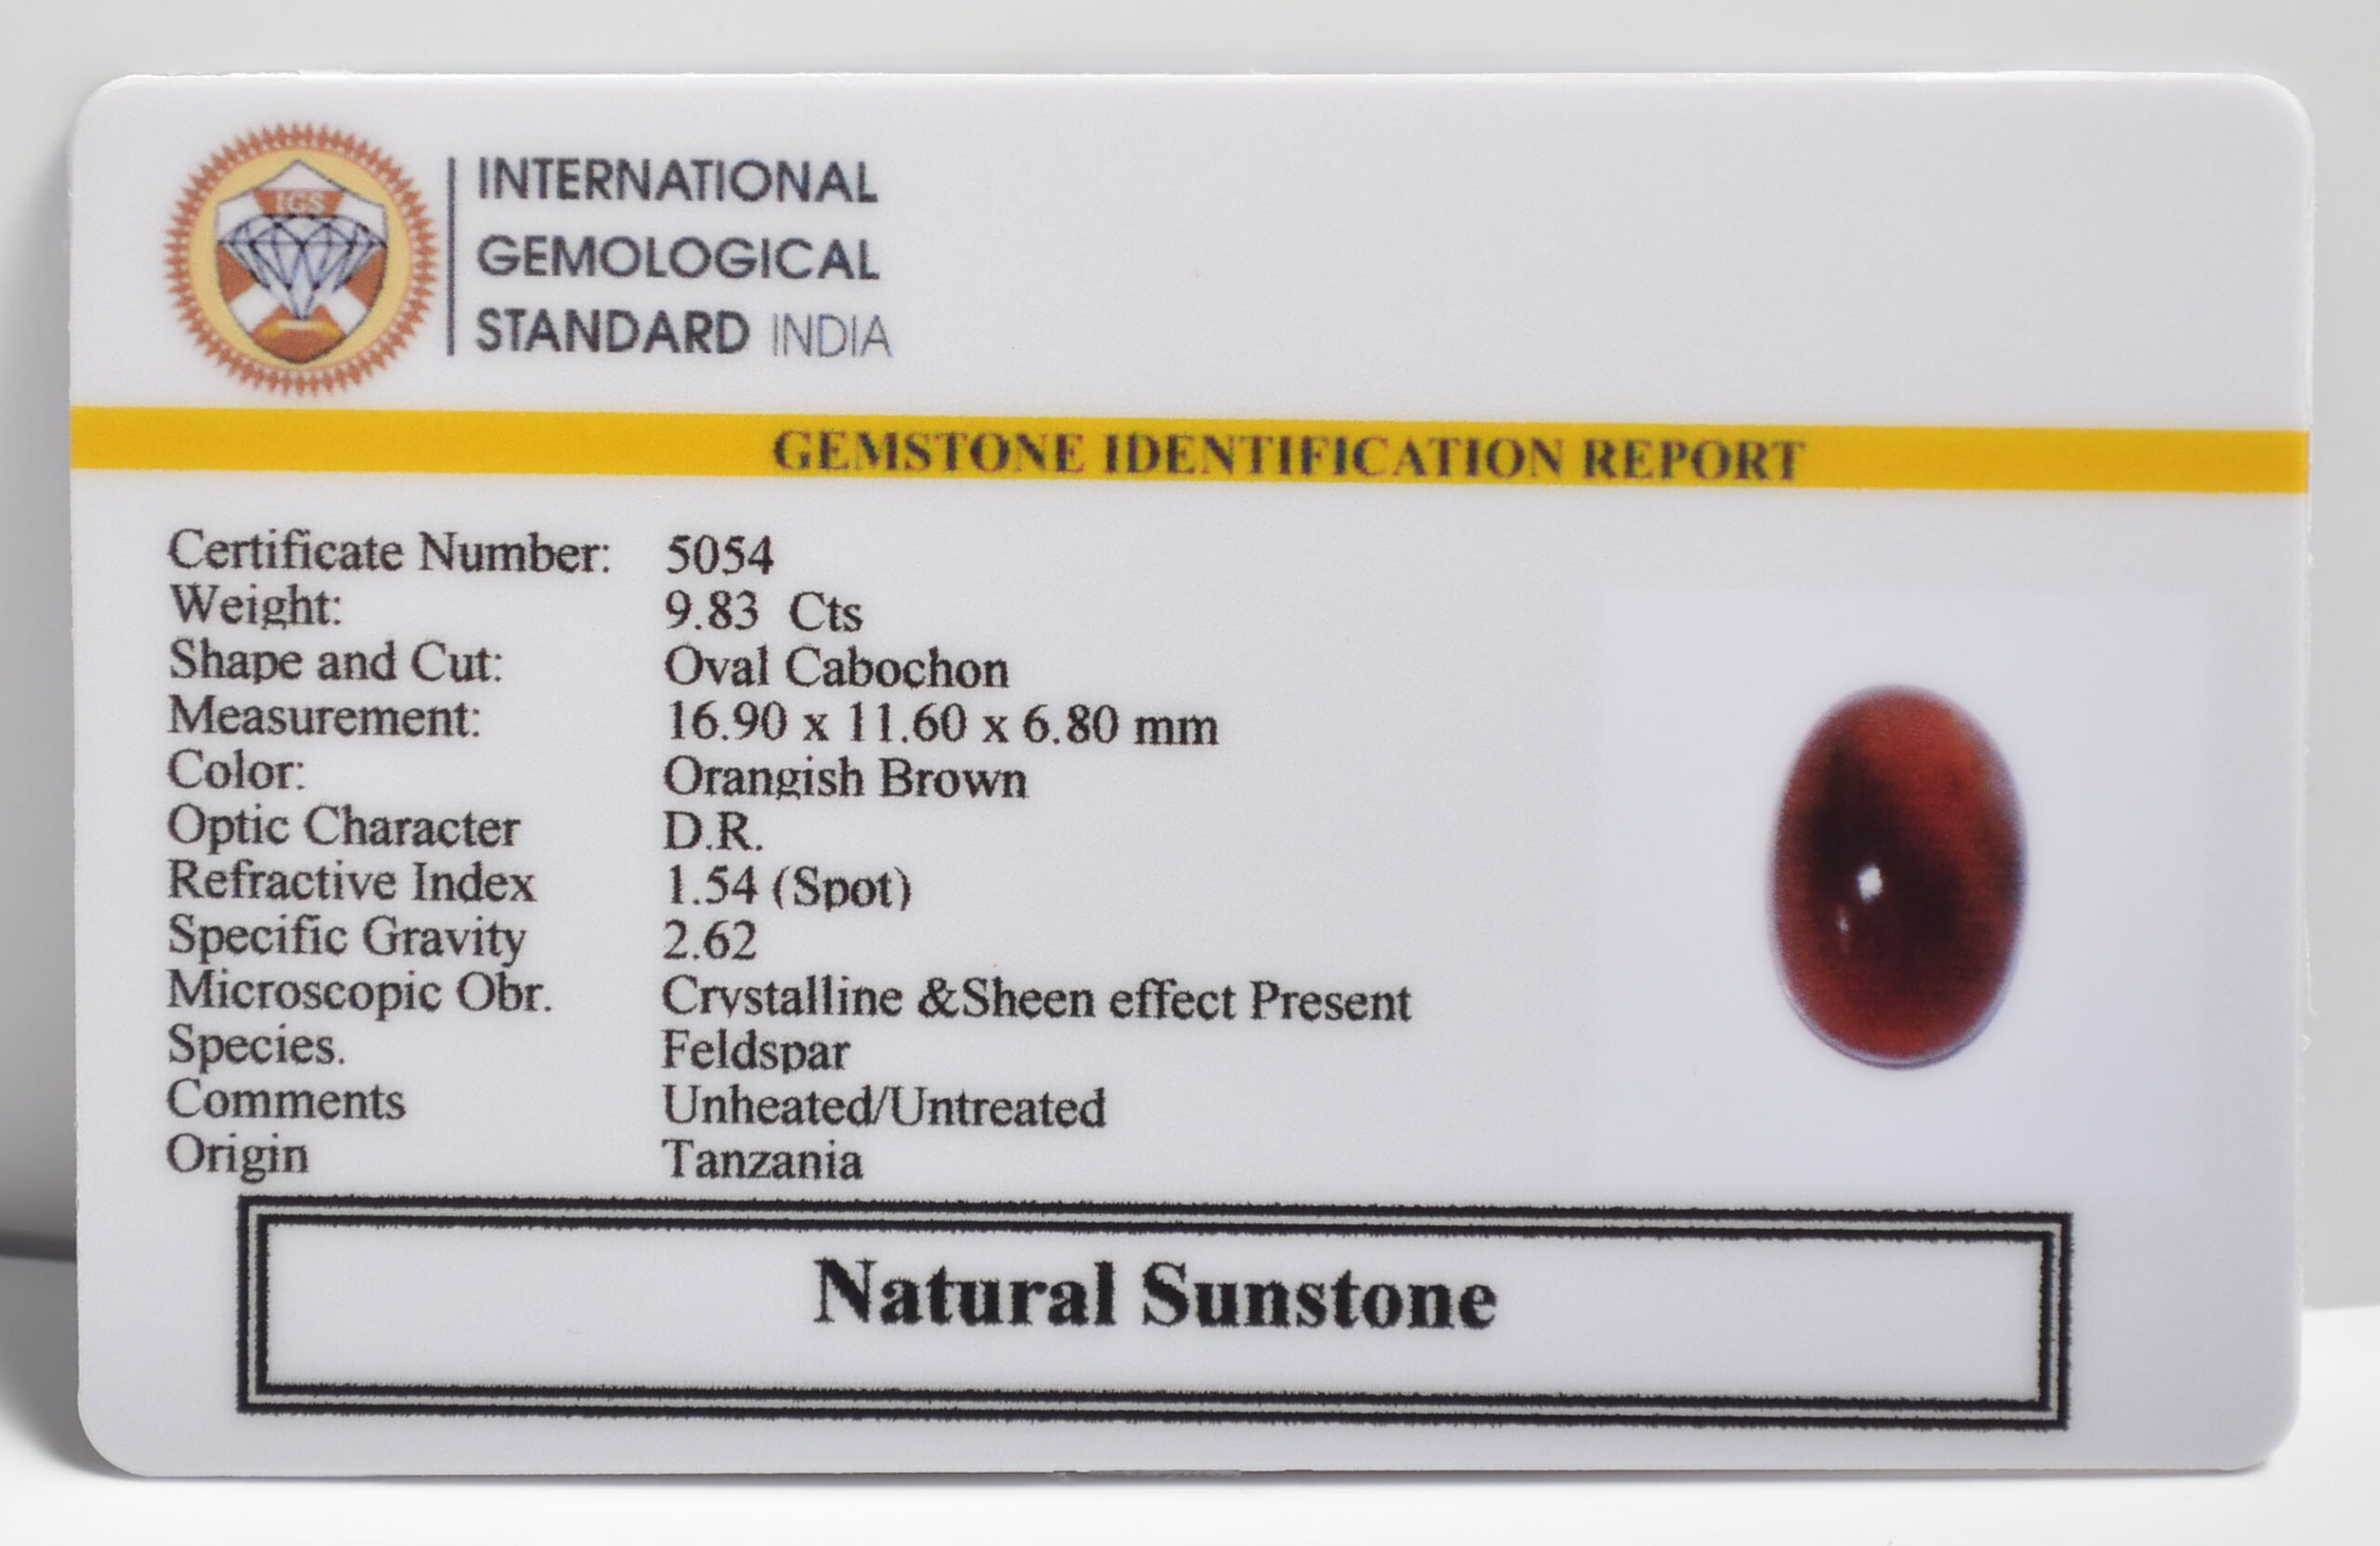 IGS
INTERNATIONAL
GEMOLOGICAL
STANDARD INDIA
GEMSTONE IDENTIFICATION REPORT
Certificate Number: 5054
Weight: 9.83 Cts
Shape and Cut: Oval Cabochon
Measurement: 16.90 x 11.60 x 6.80 mm
Color: Orangish Brown
Optic Character D.R.
Refractive Index 1.54 (Spot)
Specific Gravity 2.62
Microscopic Obr. Crystalline &Sheen effect Present
Species. Feldspar
Comments Unheated/Untreated
Origin Tanzania
Natural Sunstone